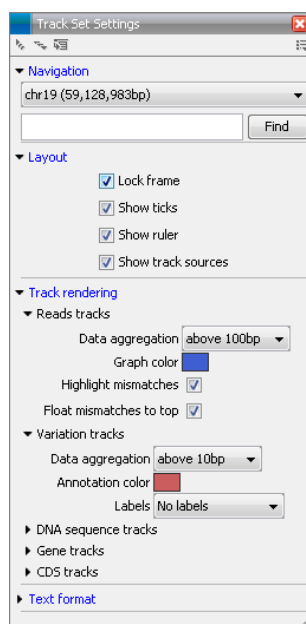 Track Set Settings
Navigation
chr19 (59,128,983bp)
Find
Layout
Lock frame
Show ticks
Show ruler
Show track sources
Track rendering
Reads tracks
Data aggregation above 100bp
Graph color
Highlight mismatches
Float mismatches to top
Variation tracks
Data aggregation above 10bp
Annotation color
Labels No labels
DNA sequence tracks
Gene tracks
CDS tracks
Text format